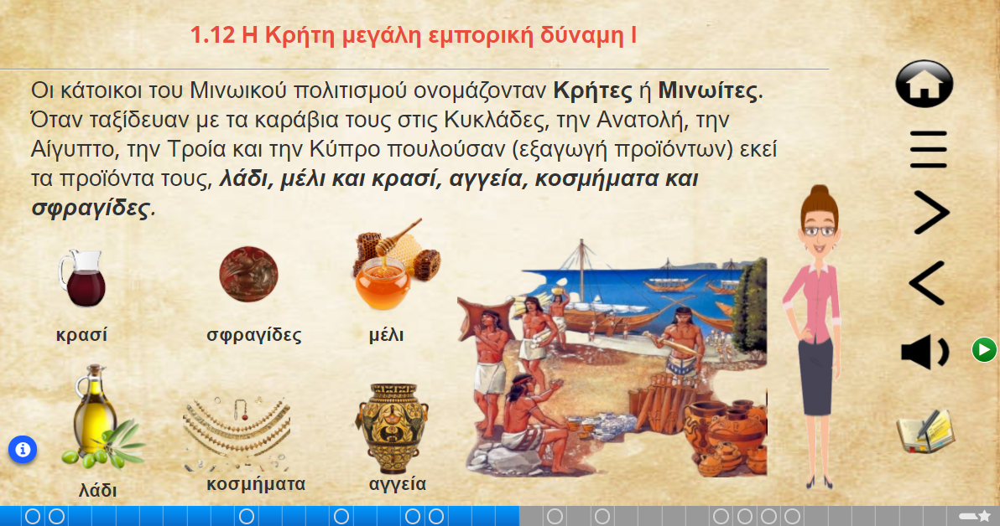 1.12 Η Κρήτη μεγάλη εμπορική δύναμη Ι
Οι κάτοικοι του Μινωικού πολιτισμού ονομάζονταν Κρήτες ή Μινωίτες.
Όταν ταξίδευαν με τα καράβια τους στις Κυκλάδες, την Ανατολή, την
Αίγυπτο, την Τροία και την Κύπρο πουλούσαν (εξαγωγή προϊόντων) εκεί
τα προϊόντα τους, λάδι, μέλι και κρασί, αγγεία, κοσμήματα και
σφραγίδες.
κρασί
σφραγίδες
μέλι
λάδι
κοσμήματα
αγγεία